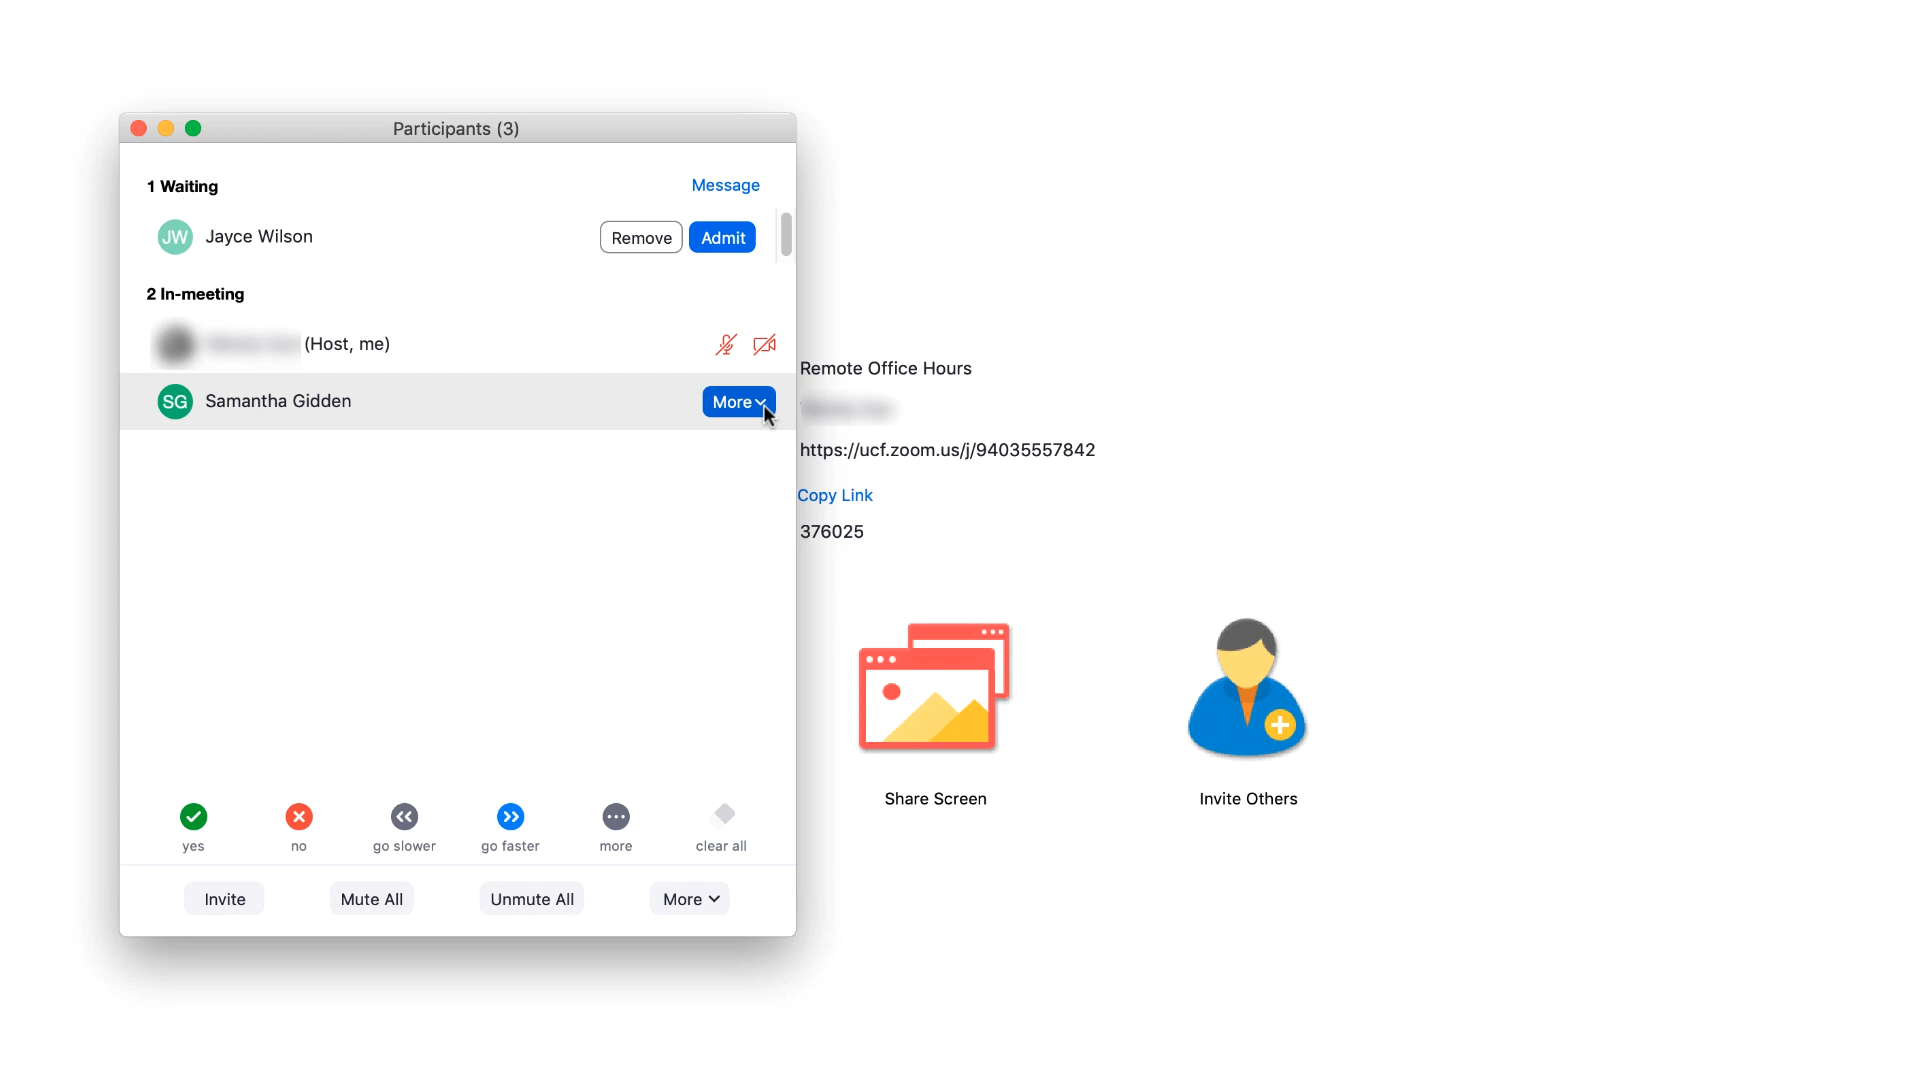 Participants (3)
1 Waiting
Message
JW
Jayce Wilson
Remove
Admit
2 In-meeting
(Host, me)
SG
Samantha Gidden
More
Remote Office Hours
https://ucf.zoom.us/j/94035557842
Copy Link
376025
Share Screen
Invite Others
yes
no
go slower
go faster
more
clear all
Invite
Mute All
Unmute All
More